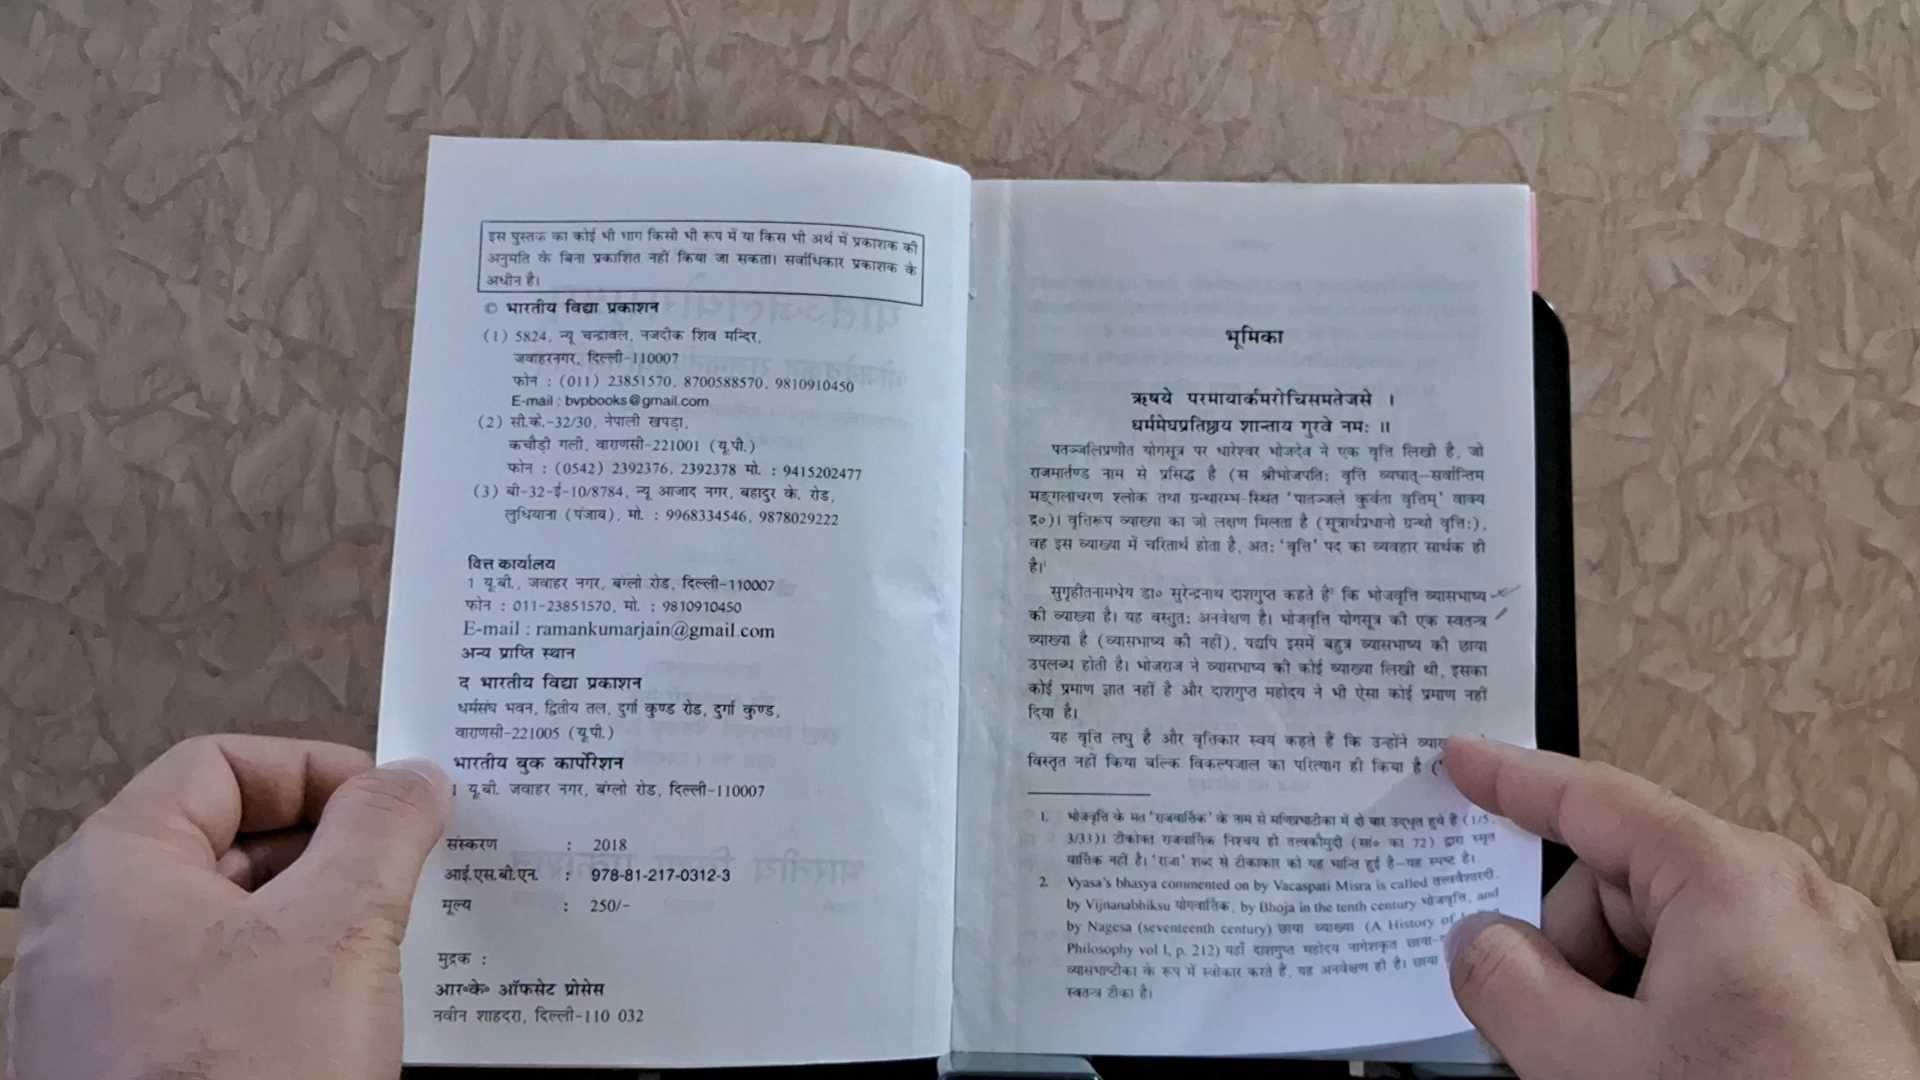 इस पुस्तक का कोई भी भाग किसी भी रूप में या किस भी अर्थ में प्रकाशक की
अनुमति के बिना प्रकाशित नहीं किया जा सकता। सर्वाधिकार प्रकाशक के
अधीन है।
© भारतीय विद्या प्रकाशन
(1) 5824, न्यू चन्द्रावल, नजदीक शिव मन्दिर,
जवाहरनगर, दिल्ली-110007
फोन : (011) 23851570, 8700588570, 9810910450
E-mail : bvpbooks@gmail.com
(2) सी.के.-32/30, नेपाली खपड़ा,
कचौड़ी गली, वाराणसी-221001 (यू.पी.)
फोन : (0542) 2392376, 2392378 मो. : 9415202477
(3) बी-32-ई-10/8784, न्यू आजाद नगर, बहादुर के. रोड,
लुधियाना (पंजाब), मो. : 9968334546, 9878029222
वित्त कार्यालय
1 यू.बी., जवाहर नगर, बंग्लो रोड, दिल्ली-110007
फोन : 011-23851570, मो. : 9810910450
E-mail : ramankumarjain@gmail.com
अन्य प्राप्ति स्थान
द भारतीय विद्या प्रकाशन
धर्मसंघ भवन, द्वितीय तल, दुर्गा कुण्ड रोड, दुर्गा कुण्ड,
वाराणसी-221005 (यू.पी.)
भारतीय बुक कार्पोरेशन
1 यू.बी. जवाहर नगर, बंग्लो रोड, दिल्ली-110007
संस्करण : 2018
आई.एस.बी.एन. : 978-81-217-0312-3
मूल्य : 250/-
मुद्रक :
आर॰के॰ ऑफसेट प्रोसेस
नवीन शाहदरा, दिल्ली-110 032
भूमिका
ऋषये परमायार्कमरोचिसमतेजसे ।
धर्ममेघप्रतिष्ठाय शान्ताय गुरवे नमः ॥
पतञ्जलिप्रणीत योगसूत्र पर धारेश्वर भोजदेव ने एक वृत्ति लिखी है, जो
राजमार्तण्ड नाम से प्रसिद्ध है (स श्रीभोजपतिः वृत्ति व्यधात्—सर्वान्तिम
मङ्गलाचरण श्लोक तथा ग्रन्थारम्भ-स्थित 'पातञ्जले कुर्वता वृत्तिम्' वाक्य
द्र०)। वृत्तिरूप व्याख्या का जो लक्षण मिलता है (सूत्रार्थप्रधानो ग्रन्थो वृत्तिः),
वह इस व्याख्या में चरितार्थ होता है, अतः 'वृत्ति' पद का व्यवहार सार्थक ही
है।¹
सुगृहीतनामधेय डा० सुरेन्द्रनाथ दाशगुप्त कहते है² कि भोजवृत्ति व्यासभाष्य
की व्याख्या है। यह वस्तुतः अनवेक्षण है। भोजवृत्ति योगसूत्र की एक स्वतन्त्र
व्याख्या है (व्यासभाष्य की नहीं), यद्यपि इसमें बहुत्र व्यासभाष्य की छाया
उपलब्ध होती है। भोजराज ने व्यासभाष्य की कोई व्याख्या लिखी थी, इसका
कोई प्रमाण ज्ञात नहीं है और दाशगुप्त महोदय ने भी ऐसा कोई प्रमाण नहीं
दिया है।
यह वृत्ति लघु है और वृत्तिकार स्वयं कहते हैं कि उन्होंने
विस्तृत नहीं किया बल्कि विकल्पजाल का परित्याग ही किया है (
1. भोजवृत्ति के मत 'राजवार्त्तिक' के नाम से मणिप्रभाटीका में दो बार उद्धृत हुये हैं (1/5,
3/33)। टीकोक्त राजवार्त्तिक निश्चय ही तत्त्वकौमुदी (सां० का 72) द्वारा स्मृत
वार्त्तिक नहीं है। 'राजा' शब्द से टीकाकार को यह भ्रान्ति हुई है—यह स्पष्ट है।
2. Vyasa's bhasya commented on by Vacaspati Misra is called तत्त्ववैशारदी,
by Vijnanabhiksu योगवार्तिक, by Bhoja in the tenth century भोजवृत्ति, and
by Nagesa (seventeenth century) छाया व्याख्या (A History of
Philosophy vol I, p. 212) यहाँ दाशगुप्त महोदय नागेशकृत छाया-
व्यासभाष्टीका के रूप में स्वीकार करते हैं, यह अनवेक्षण ही है। छाया
स्वतन्त्र टीका है।